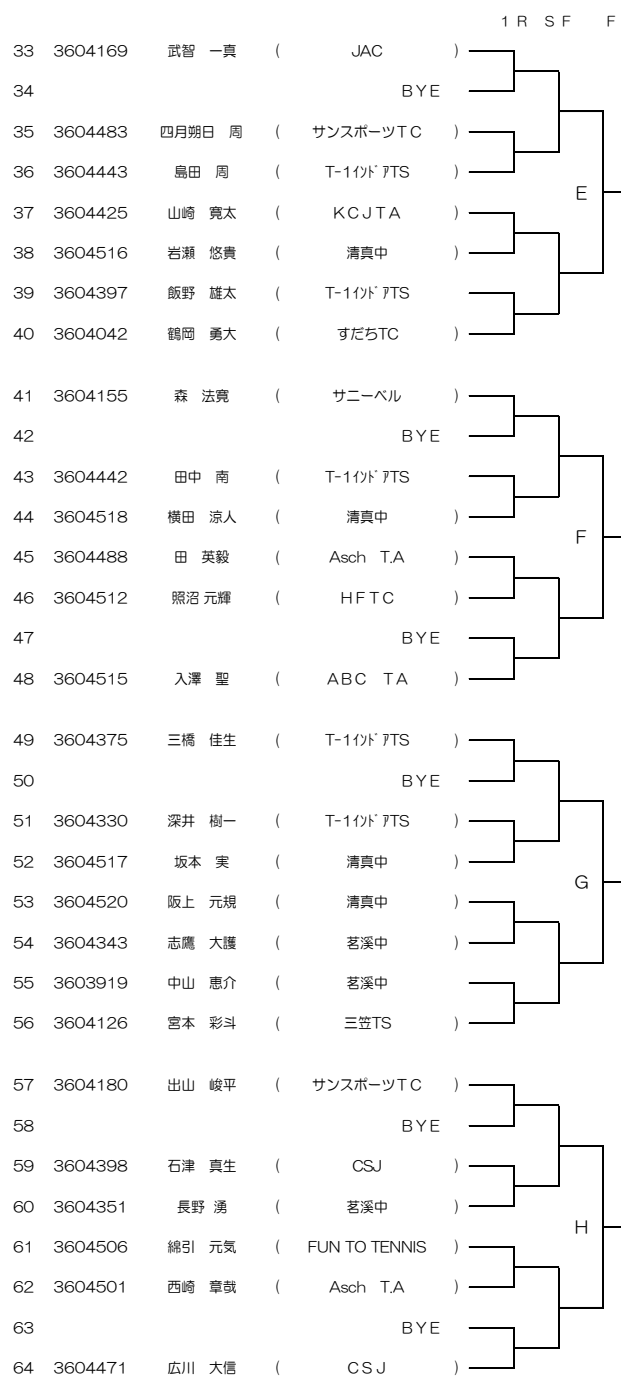 1R SF F
33 3604169 武智 一真 ( JAC )
34 BYE
35 3604483 四月朔日 周 ( サンスポーツTC )
36 3604443 島田 周 ( T-1インドアTS )
37 3604425 山崎 寛太 ( KCJTA )
38 3604516 岩瀬 悠貴 ( 清真中 )
39 3604397 飯野 雄太 ( T-1インドアTS )
40 3604042 鶴岡 勇大 ( すだちTC )
E
41 3604155 森 法寛 ( サニーベル )
42 BYE
43 3604442 田中 南 ( T-1インドアTS )
44 3604518 横田 涼人 ( 清真中 )
45 3604488 田 英毅 ( Asch T.A )
46 3604512 照沼 元輝 ( HFTC )
47 BYE
48 3604515 入澤 聖 ( ABC TA )
F
49 3604375 三橋 佳生 ( T-1インドアTS )
50 BYE
51 3604330 深井 樹一 ( T-1インドアTS )
52 3604517 坂本 実 ( 清真中 )
53 3604520 阪上 元規 ( 清真中 )
54 3604343 志鷹 大護 ( 茗溪中 )
55 3603919 中山 恵介 ( 茗溪中 )
56 3604126 宮本 彩斗 ( 三笠TS )
G
57 3604180 出山 峻平 ( サンスポーツTC )
58 BYE
59 3604398 石津 真生 ( CSJ )
60 3604351 長野 湧 ( 茗溪中 )
61 3604506 綿引 元気 ( FUN TO TENNIS )
62 3604501 西崎 章哉 ( Asch T.A )
63 BYE
64 3604471 広川 大信 ( CSJ )
H